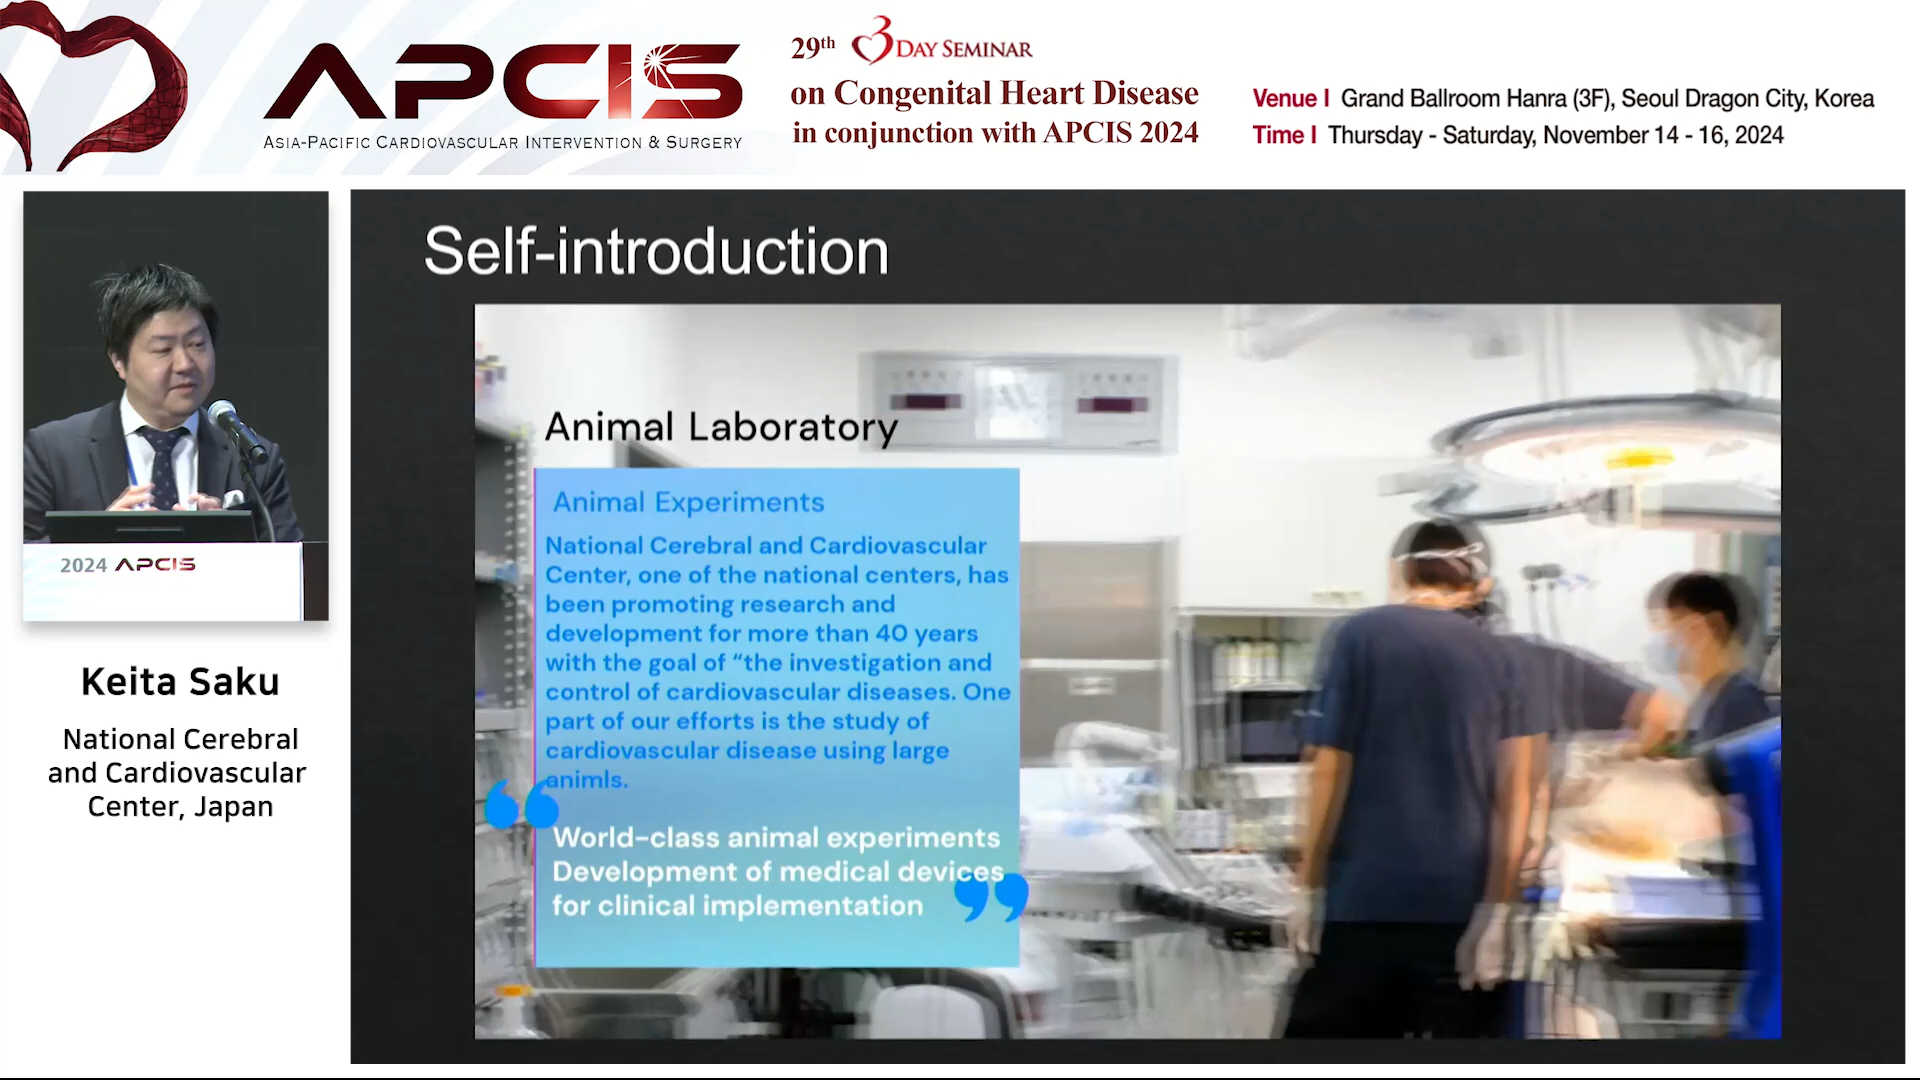 APCIS
ASIA-PACIFIC CARDIOVASCULAR INTERVENTION & SURGERY
29th 3 DAY SEMINAR
on Congenital Heart Disease
in conjunction with APCIS 2024
Venue I Grand Ballroom Hanra (3F), Seoul Dragon City, Korea
Time I Thursday - Saturday, November 14 - 16, 2024
2024 APCIS
Keita Saku
National Cerebral
and Cardiovascular
Center, Japan
Self-introduction
Animal Laboratory
Animal Experiments
National Cerebral and Cardiovascular
Center, one of the national centers, has
been promoting research and
development for more than 40 years
with the goal of “the investigation and
control of cardiovascular diseases. One
part of our efforts is the study of
cardiovascular disease using large
animls.
“
World-class animal experiments
Development of medical devices
for clinical implementation
”